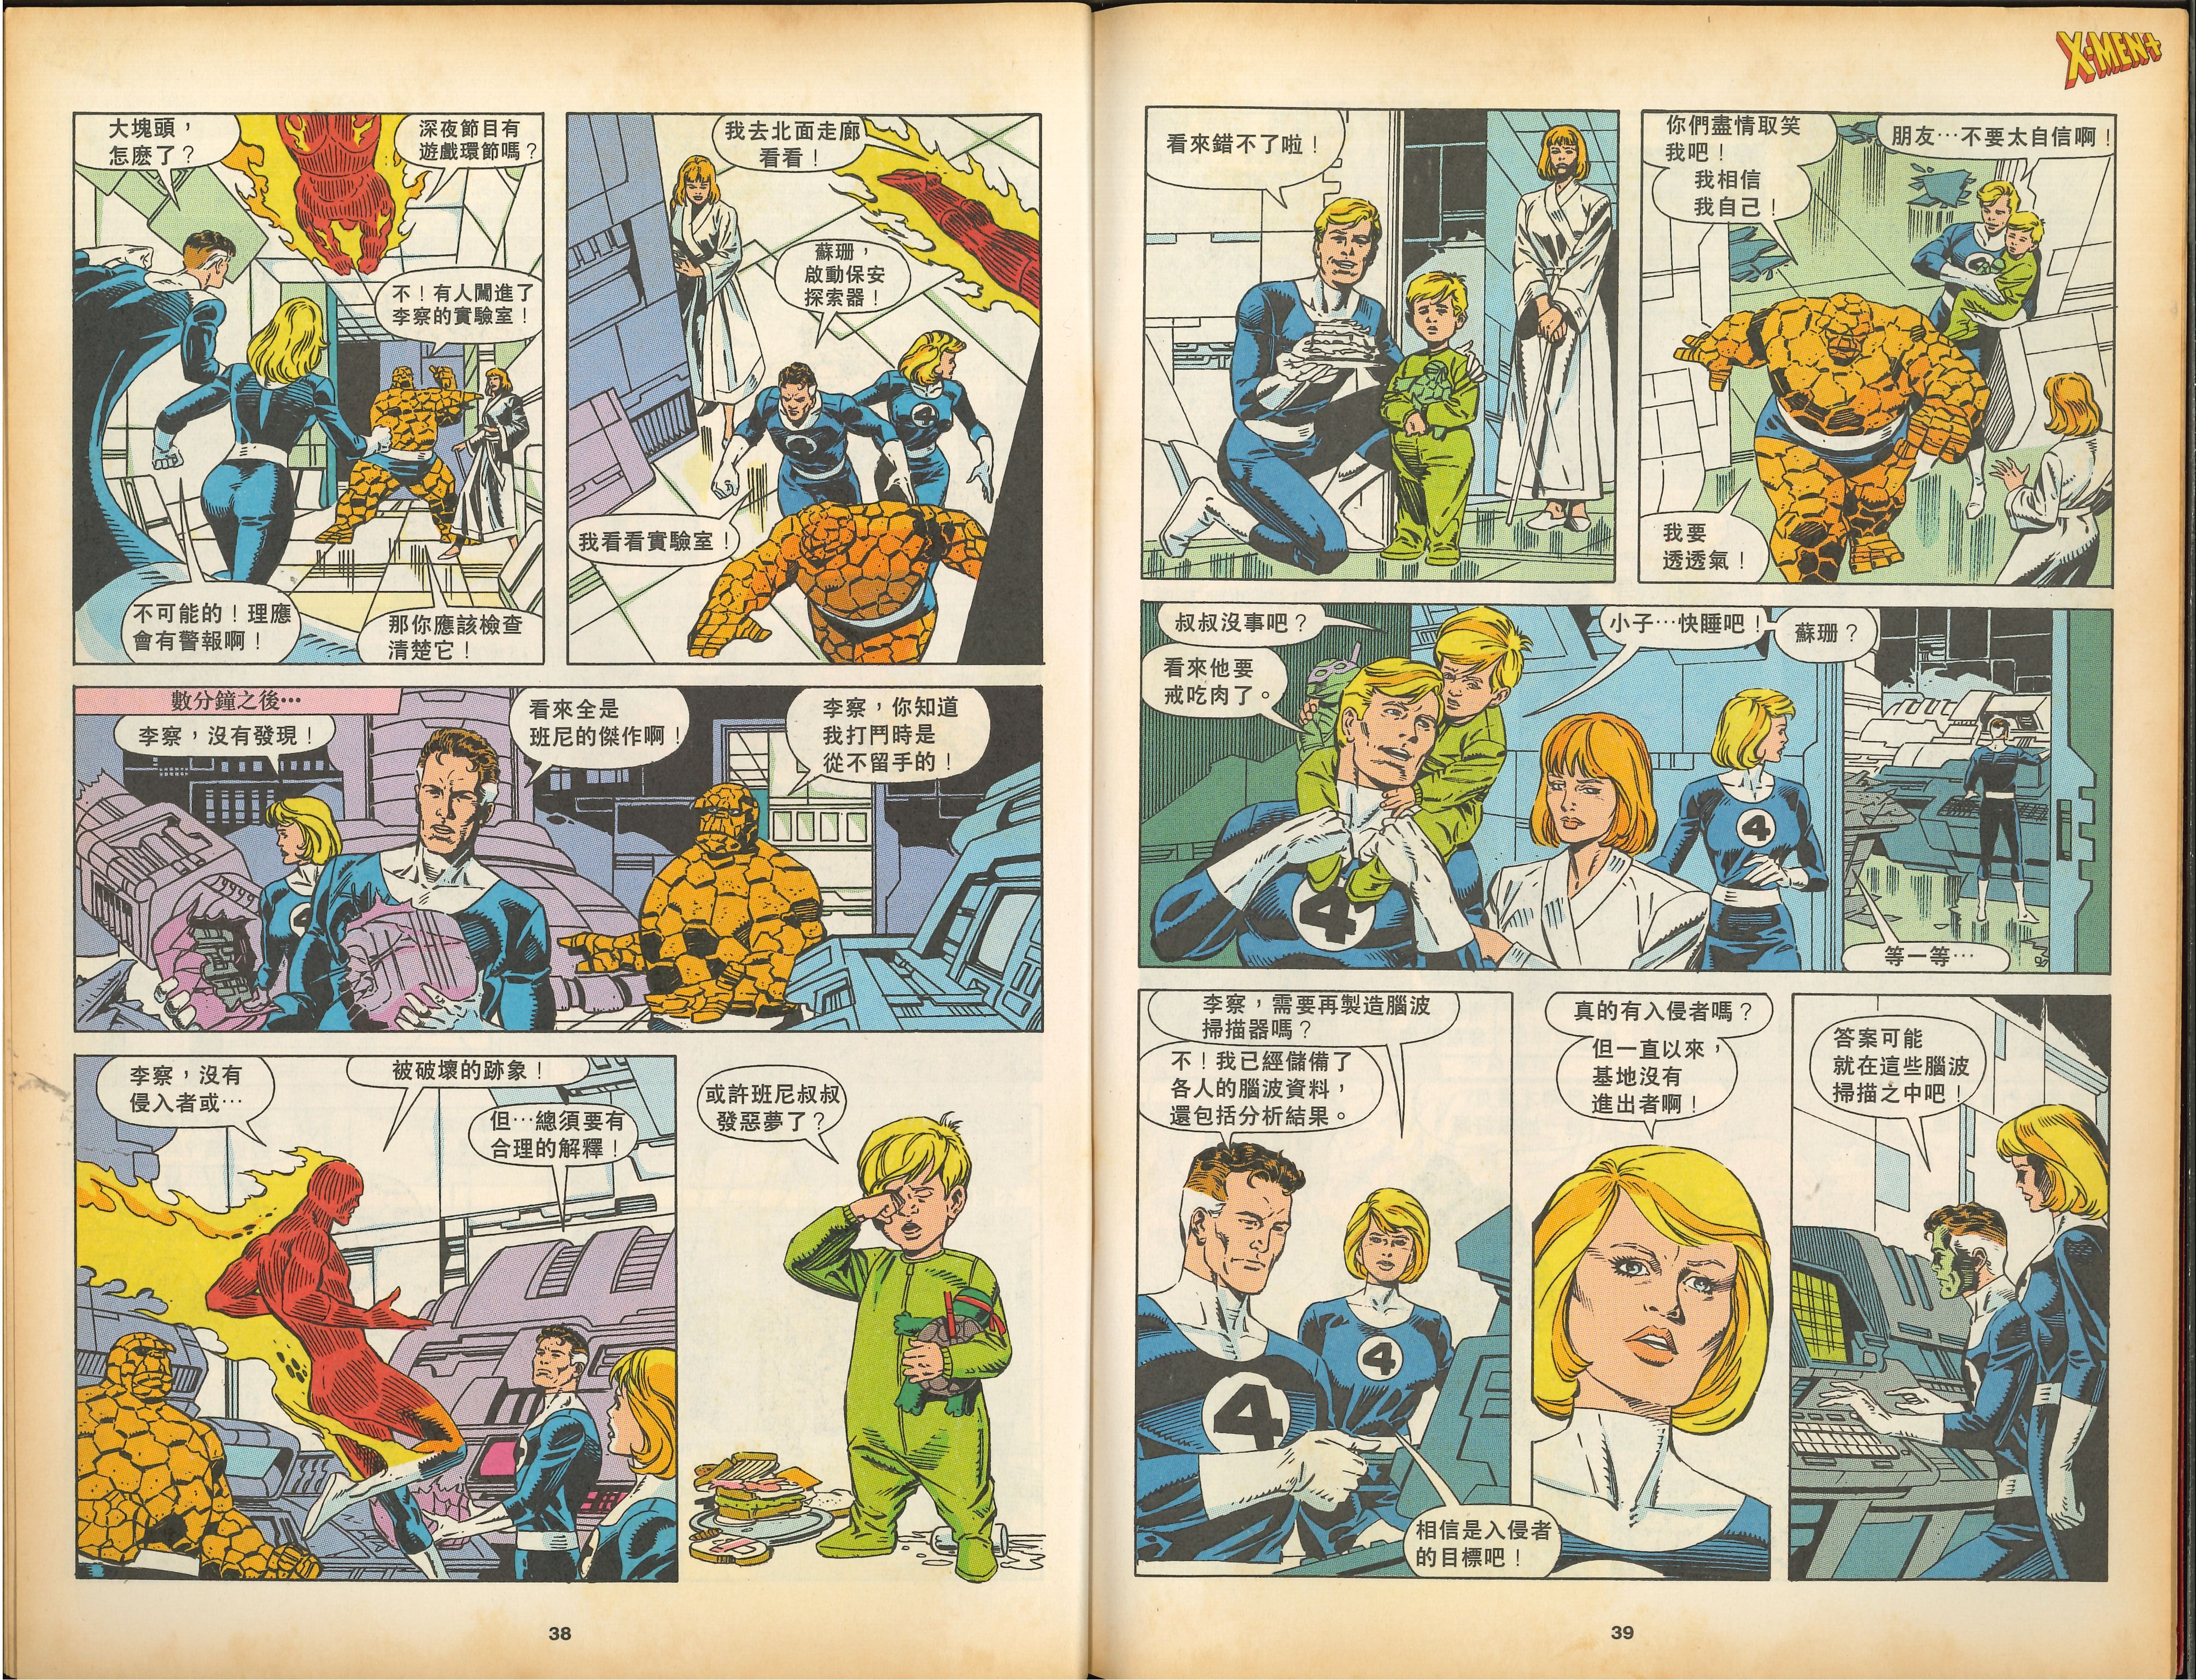 大塊頭，
怎麼了？
深夜節目有
遊戲環節嗎？
不！有人闖進了
李察的實驗室！
不可能的！理應
會有警報啊！
那你應該檢查
清楚它！
我去北面走廊
看看！
蘇珊，
啟動保安
探索器！
我看看實驗室！
4
數分鐘之後…
李察，沒有發現！
看來全是
班尼的傑作啊！
李察，你知道
我打鬥時是
從不留手的！
4
李察，沒有
侵入者或…
被破壞的跡象！
但…總須要有
合理的解釋！
或許班尼叔叔
發惡夢了？
38
X-MEN+
看來錯不了啦！
你們盡情取笑
我吧！
我相信
我自己！
朋友…不要太自信啊！
4
我要
透透氣！
叔叔沒事吧？
看來他要
戒吃肉了。
小子…快睡吧！
蘇珊？
4
4
等一等…
李察，需要再製造腦波
掃描器嗎？
不！我已經儲備了
各人的腦波資料，
還包括分析結果。
4
4
相信是入侵者
的目標吧！
真的有入侵者嗎？
但一直以來，
基地沒有
進出者啊！
答案可能
就在這些腦波
掃描之中吧！
39